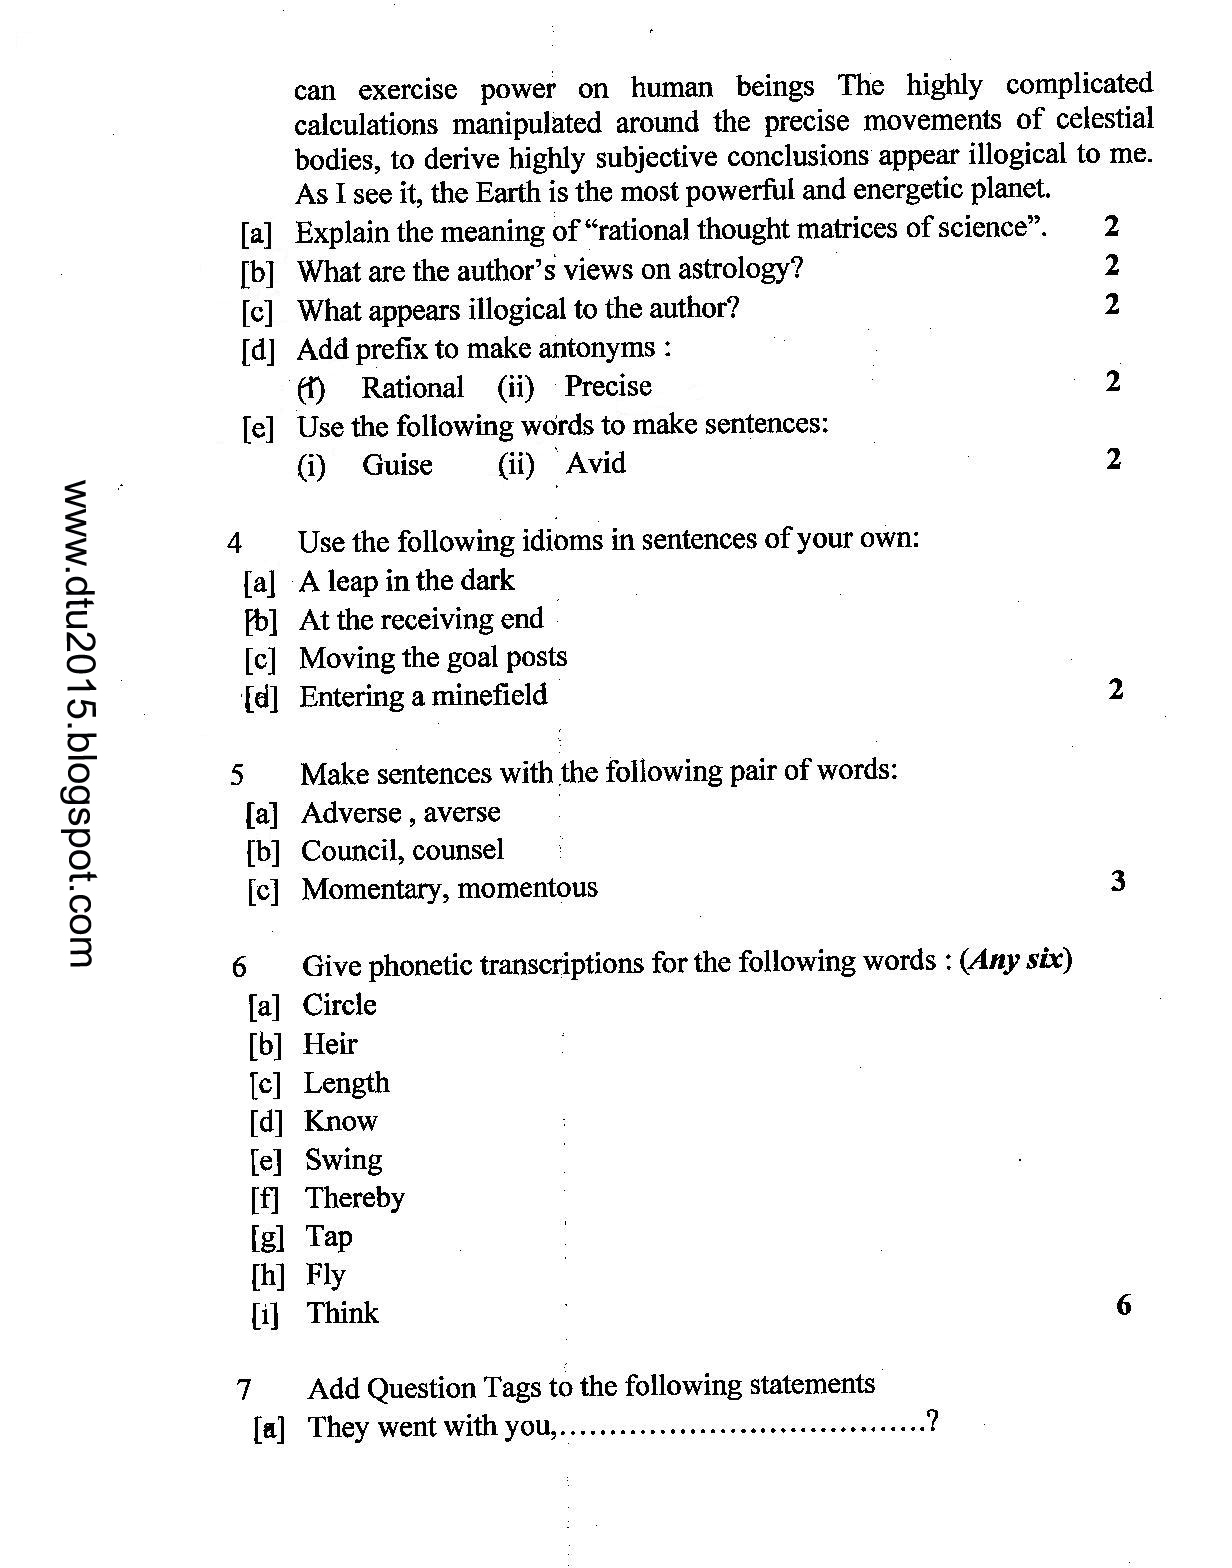 can exercise power on human beings The highly complicated
calculations manipulated around the precise movements of celestial
bodies, to derive highly subjective conclusions appear illogical to me.
As I see it, the Earth is the most powerful and energetic planet.
[a] Explain the meaning of “rational thought matrices of science”. 2
[b] What are the author’s views on astrology? 2
[c] What appears illogical to the author? 2
[d] Add prefix to make antonyms :
(i) Rational (ii) Precise 2
[e] Use the following words to make sentences:
(i) Guise (ii) Avid 2
4 Use the following idioms in sentences of your own:
[a] A leap in the dark
[b] At the receiving end
[c] Moving the goal posts
[d] Entering a minefield 2
5 Make sentences with the following pair of words:
[a] Adverse , averse
[b] Council, counsel
[c] Momentary, momentous 3
6 Give phonetic transcriptions for the following words : (Any six)
[a] Circle
[b] Heir
[c] Length
[d] Know
[e] Swing
[f] Thereby
[g] Tap
[h] Fly
[i] Think 6
7 Add Question Tags to the following statements
[a] They went with you,.....................................?
www.dtu2015.blogspot.com